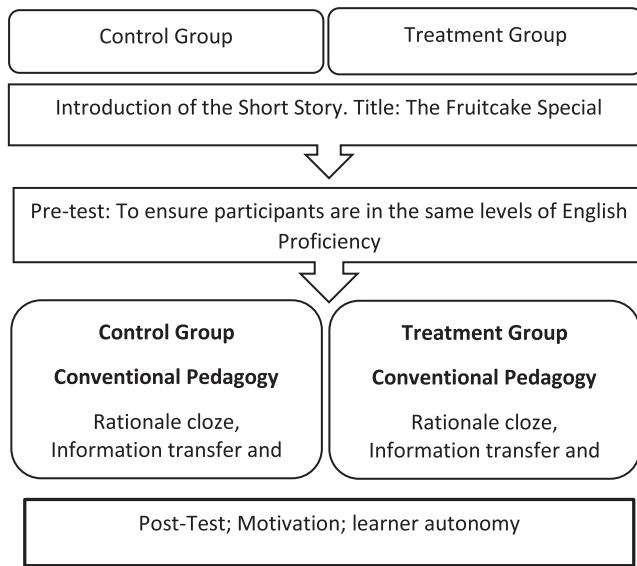 Control Group
Treatment Group
Introduction of the Short Story. Title: The Fruitcake Special
Pre-test: To ensure participants are in the same levels of English
Proficiency
Control Group
Conventional Pedagogy
Rationale cloze,
Information transfer and
Treatment Group
Conventional Pedagogy
Rationale cloze,
Information transfer and
Post-Test; Motivation; learner autonomy